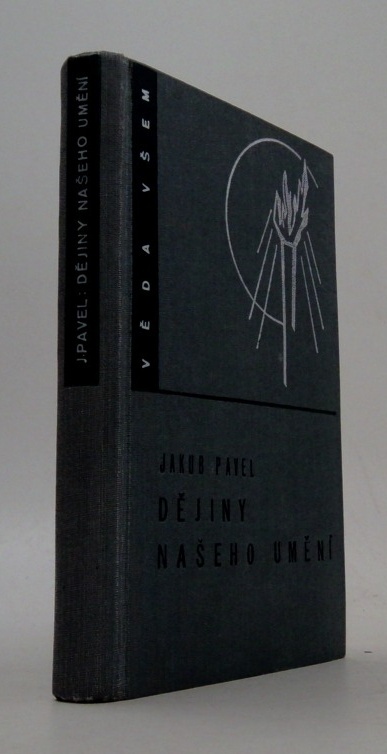 J.PAVEL: DĚJINY NAŠEHO UMĚNÍ
VĚDA VŠEM
JAKUB PAVEL
DĚJINY
NAŠEHO UMĚNÍ